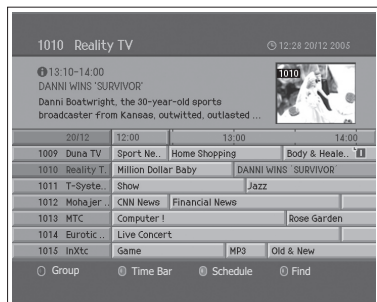 1010 Reality TV 12:28 20/12 2005
13:10-14:00
DANNI WINS 'SURVIVOR'
Danni Boatwright, the 30-year-old sports
broadcaster from Kansas, outwitted, outlasted ...
1010
20/12 12:00 13:00 14:00
1009 Duna TV Sport Ne.. Home Shopping Body & Heale..
1010 Reality T. Million Dollar Baby DANNI WINS 'SURVIVOR'
1011 T-Syste.. Show Jazz
1012 Mohajer .. CNN News Financial News
1013 MTC Computer ! Rose Garden
1014 Eurotic .. Live Concert
1015 InXtc Game MP3 Old & New
Group Time Bar Schedule Find